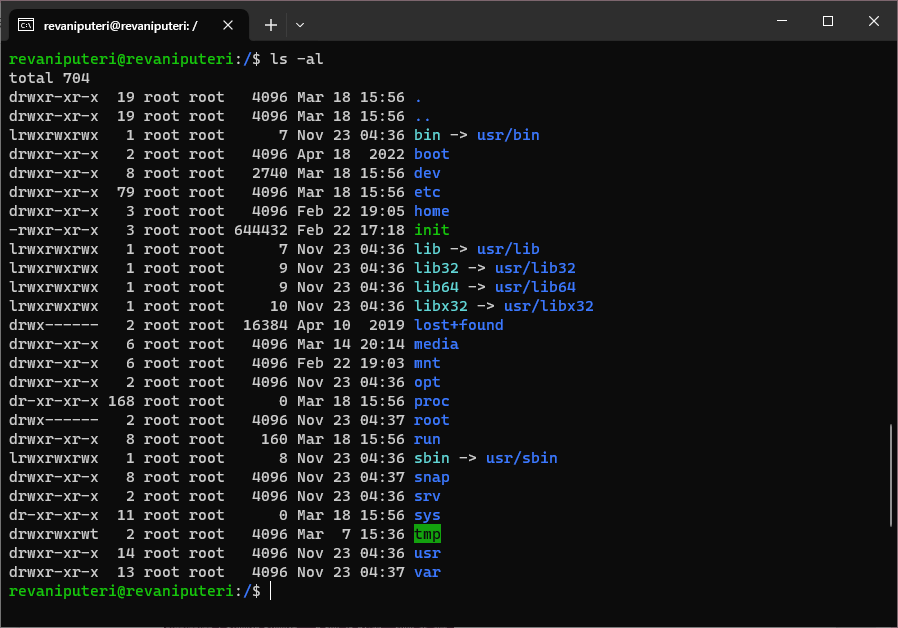 revaniputeri@revaniputeri: /
revaniputeri@revaniputeri:/$ ls -al
total 704
drwxr-xr-x  19 root root   4096 Mar 18 15:56 .
drwxr-xr-x  19 root root   4096 Mar 18 15:56 ..
lrwxrwxrwx   1 root root      7 Nov 23 04:36 bin -> usr/bin
drwxr-xr-x   2 root root   4096 Apr 18  2022 boot
drwxr-xr-x   8 root root   2740 Mar 18 15:56 dev
drwxr-xr-x  79 root root   4096 Mar 18 15:56 etc
drwxr-xr-x   3 root root   4096 Feb 22 19:05 home
-rwxr-xr-x   3 root root 644432 Feb 22 17:18 init
lrwxrwxrwx   1 root root      7 Nov 23 04:36 lib -> usr/lib
lrwxrwxrwx   1 root root      9 Nov 23 04:36 lib32 -> usr/lib32
lrwxrwxrwx   1 root root      9 Nov 23 04:36 lib64 -> usr/lib64
lrwxrwxrwx   1 root root     10 Nov 23 04:36 libx32 -> usr/libx32
drwx------   2 root root  16384 Apr 10  2019 lost+found
drwxr-xr-x   6 root root   4096 Mar 14 20:14 media
drwxr-xr-x   6 root root   4096 Feb 22 19:03 mnt
drwxr-xr-x   2 root root   4096 Nov 23 04:36 opt
dr-xr-xr-x 168 root root      0 Mar 18 15:56 proc
drwx------   2 root root   4096 Nov 23 04:37 root
drwxr-xr-x   8 root root    160 Mar 18 15:56 run
lrwxrwxrwx   1 root root      8 Nov 23 04:36 sbin -> usr/sbin
drwxr-xr-x   8 root root   4096 Nov 23 04:37 snap
drwxr-xr-x   2 root root   4096 Nov 23 04:36 srv
dr-xr-xr-x  11 root root      0 Mar 18 15:56 sys
drwxrwxrwt   2 root root   4096 Mar  7 15:36 tmp
drwxr-xr-x  14 root root   4096 Nov 23 04:36 usr
drwxr-xr-x  13 root root   4096 Nov 23 04:37 var
revaniputeri@revaniputeri:/$